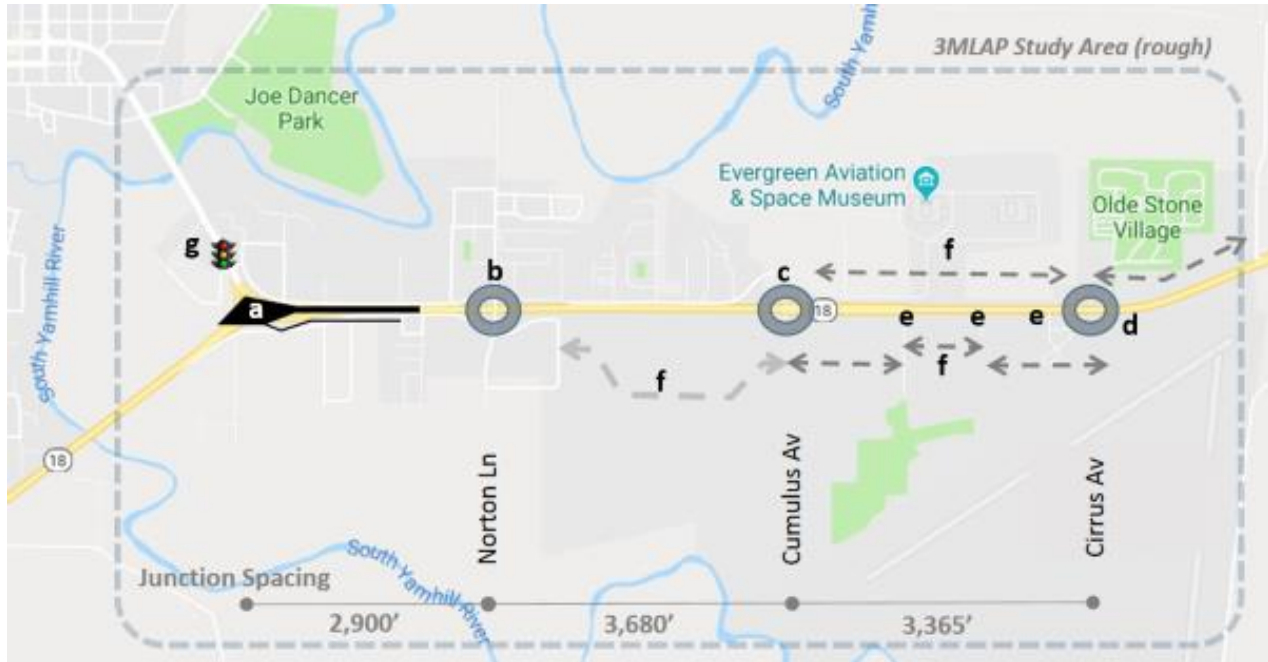 3MLAP Study Area (rough)
South Yamh
Joe Dancer
Park
Evergreen Aviation
& Space Museum
Olde Stone
Village
South Yamhill River
g
a
b
c
18
f
e
e
e
d
f
f
18
Norton Ln
Cumulus Av
Cirrus Av
South Yamhill River
Junction Spacing
2,900’
3,680’
3,365’